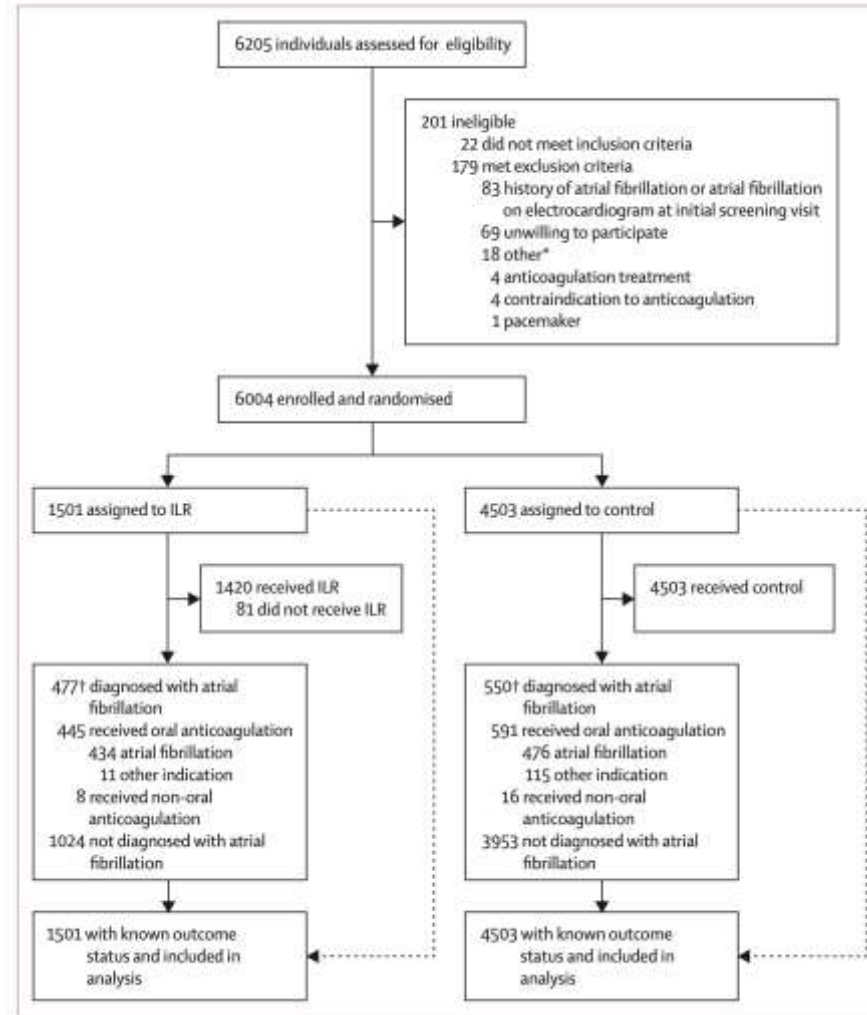 6205 individuals assessed for eligibility
201 ineligible
22 did not meet inclusion criteria
179 met exclusion criteria
83 history of atrial fibrillation or atrial fibrillation
on electrocardiogram at initial screening visit
69 unwilling to participate
18 other*
4 anticoagulation treatment
4 contraindication to anticoagulation
1 pacemaker
6004 enrolled and randomised
1501 assigned to ILR
4503 assigned to control
1420 received ILR
81 did not receive ILR
4503 received control
477† diagnosed with atrial
fibrillation
445 received oral anticoagulation
434 atrial fibrillation
11 other indication
8 received non-oral
anticoagulation
1024 not diagnosed with atrial
fibrillation
550† diagnosed with atrial
fibrillation
591 received oral anticoagulation
476 atrial fibrillation
115 other indication
16 received non-oral
anticoagulation
3953 not diagnosed with atrial
fibrillation
1501 with known outcome
status and included in
analysis
4503 with known outcome
status and included in
analysis